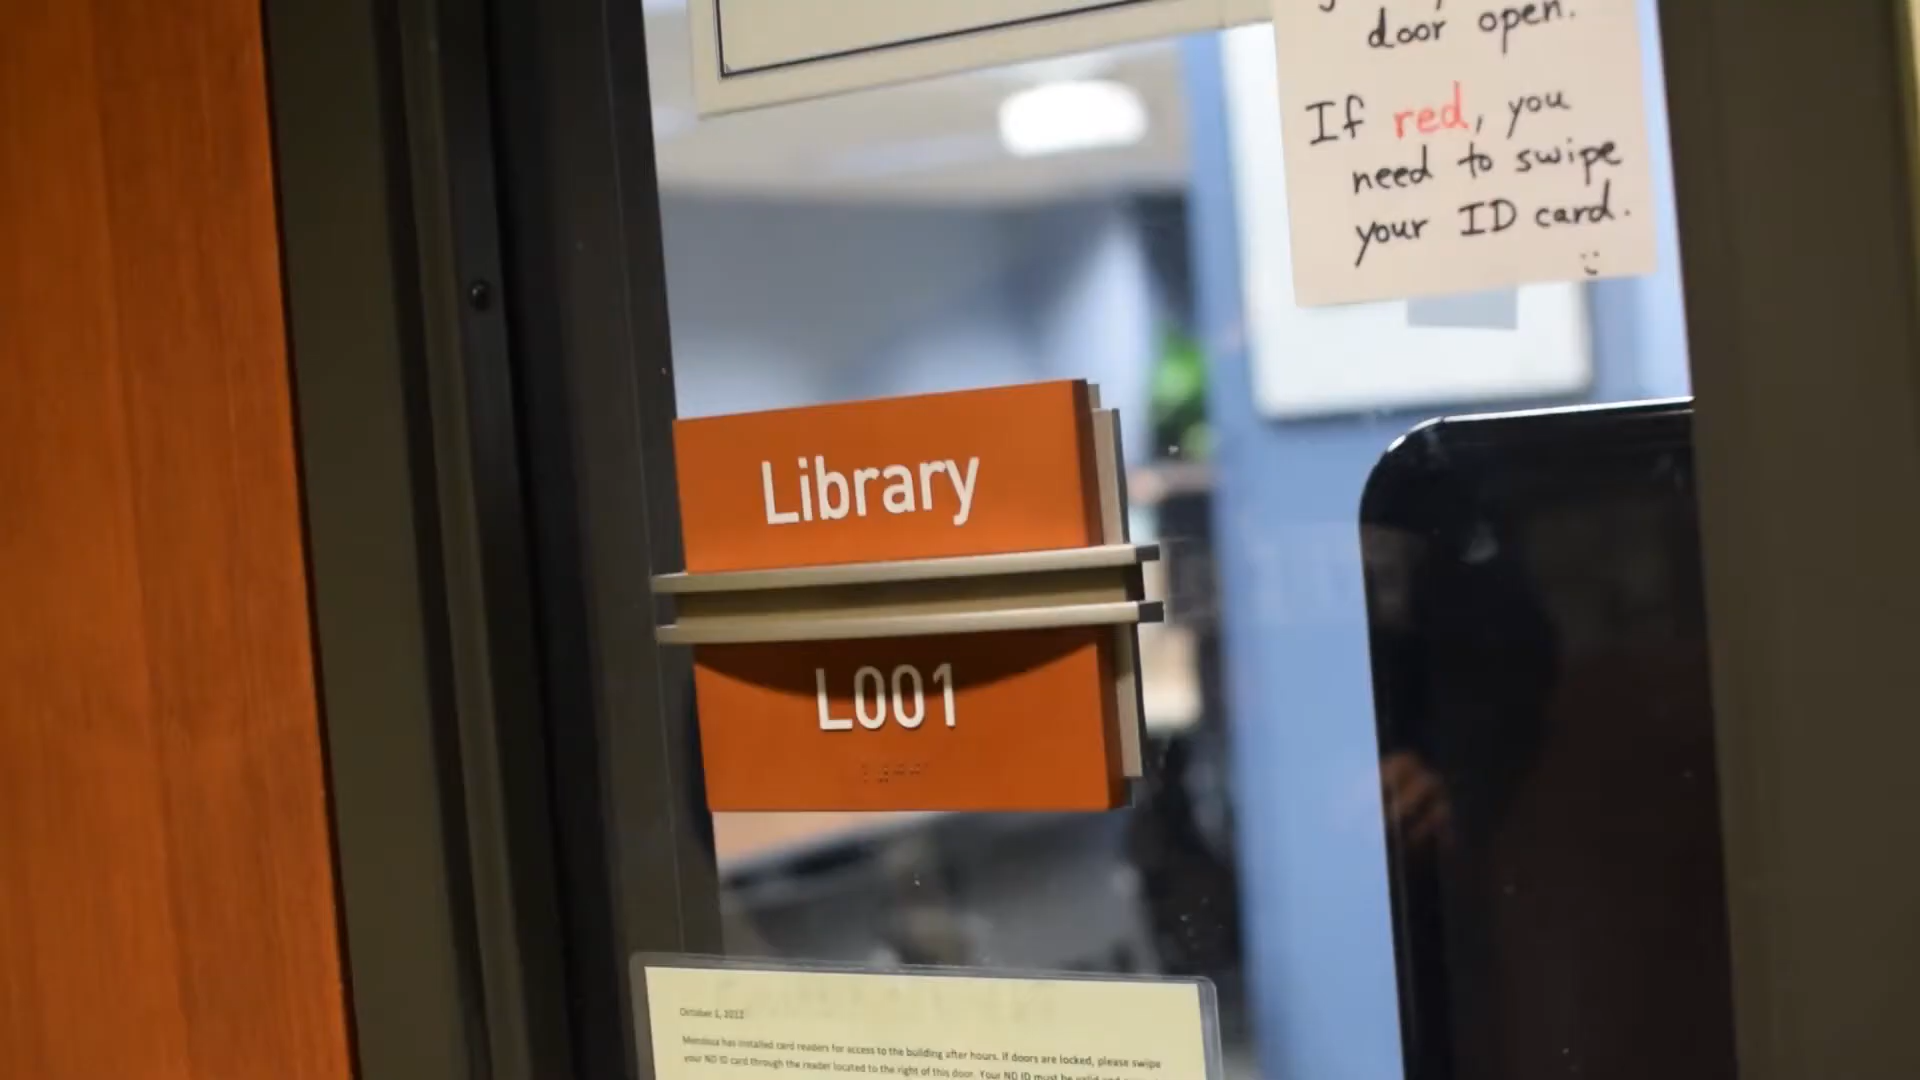 door open.
If red, you
need to swipe
your ID card.
Library
L001
October 1, 2012
Mendoza has installed card readers for access to the building after hours. If doors are locked, please swipe
your ND ID card through the reader located to the right of this door. Your ND ID must be valid and